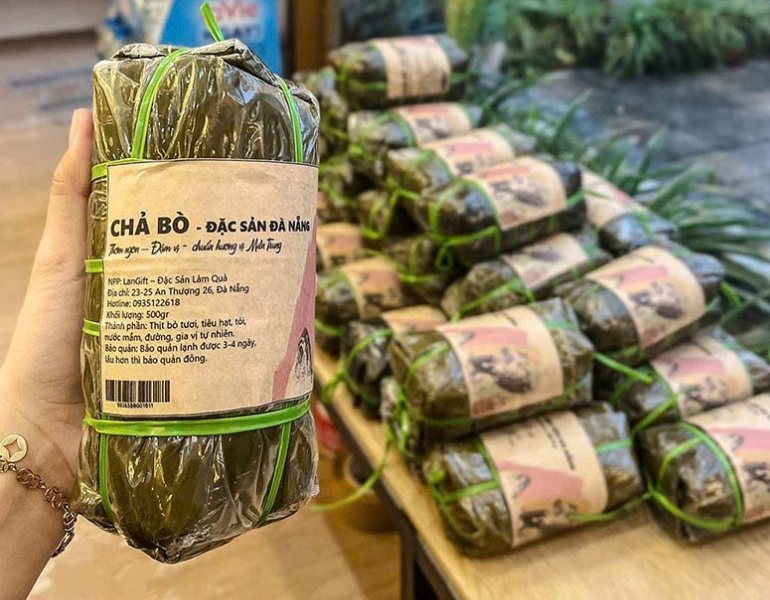 CHẢ BÒ - ĐẶC SẢN ĐÀ NẴNG
Thơm ngon - Đậm vị - chuẩn hương vị Miền Trung
NPP: LanGift – Đặc Sản Làm Quà
Địa chỉ: 23-25 An Thượng 26, Đà Nẵng
Hotline: 0935122618
Khối lượng: 500gr
Thành phần: Thịt bò tươi, tiêu hạt, tỏi,
nước mắm, đường, gia vị tự nhiên.
Bảo quản: Bảo quản lạnh được 3-4 ngày,
lâu hơn thì bảo quản đông.